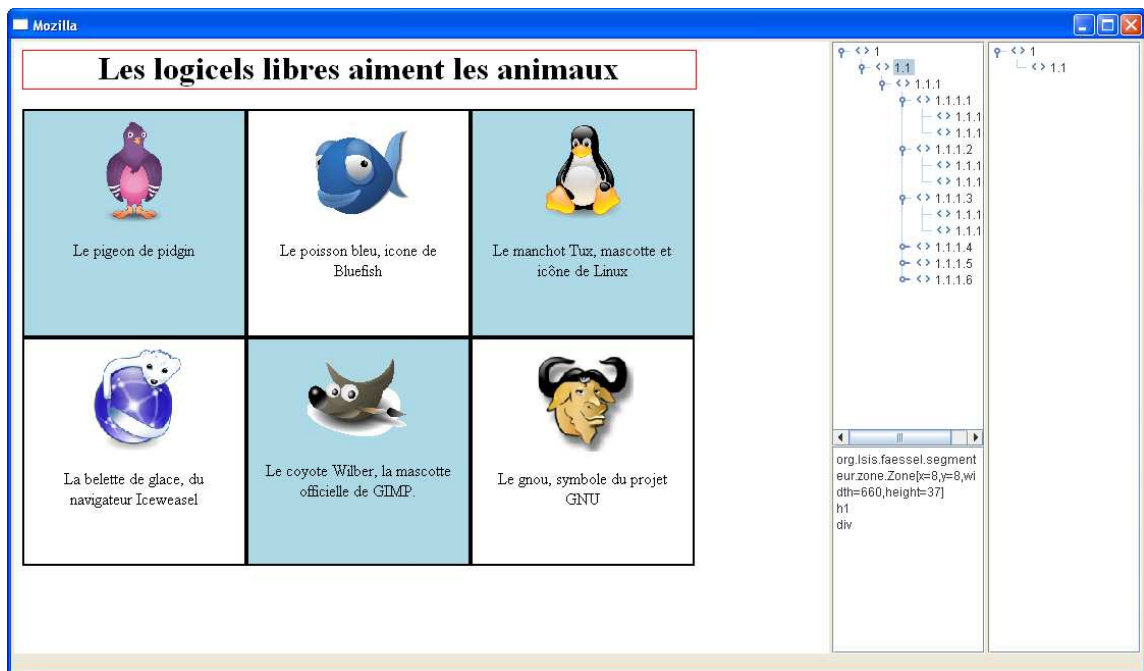 Mozilla
Les logicels libres aiment les animaux
Le pigeon de pidgin
Le poisson bleu, icone de
Bluefish
Le manchot Tux, mascotte et
icône de Linux
La belette de glace, du
navigateur Iceweasel
Le coyote Wilber, la mascotte
officielle de GIMP.
Le gnou, symbole du projet
GNU
1
1.1
1.1.1
1.1.1.1
1.1.1
1.1.1
1.1.1.2
1.1.1
1.1.1
1.1.1.3
1.1.1
1.1.1
1.1.1.4
1.1.1.5
1.1.1.6
org.lsis.faessel.segment
eur.zone.Zone[x=8,y=8,wi
dth=660,height=37]
h1
div
1
1.1